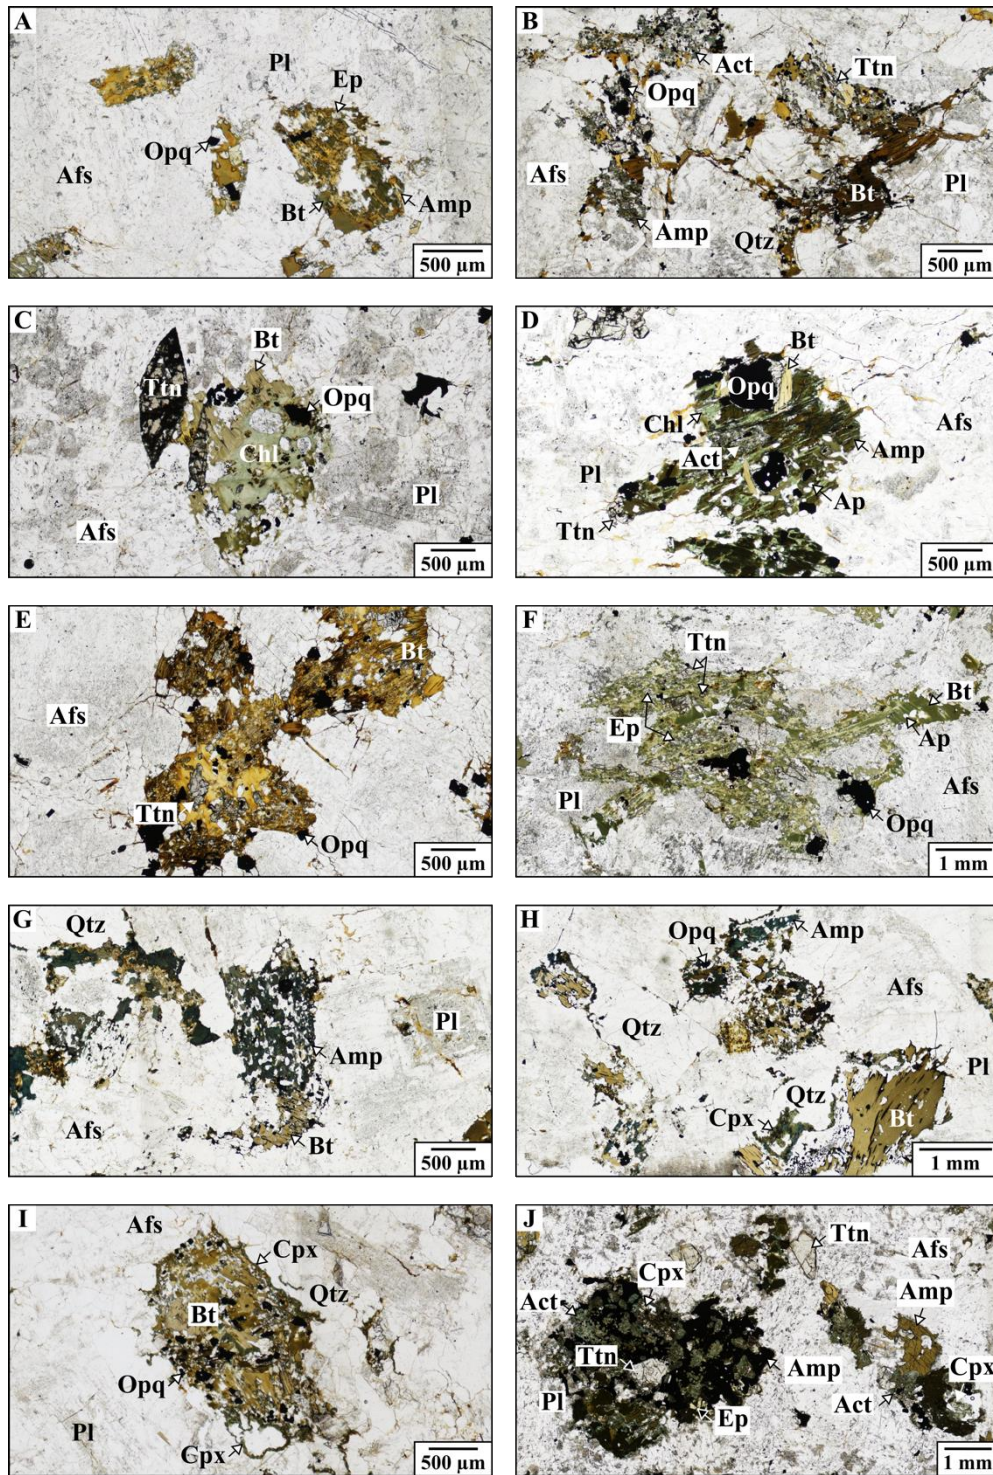 A
Pl
Ep
Opq
Afs
Bt
Amp
500 µm
B
Act
Ttn
Opq
Afs
Bt
Pl
Amp
Qtz
500 µm
C
Bt
Ttn
Opq
Chl
Pl
Afs
500 µm
D
Bt
Opq
Chl
Afs
Act
Amp
Pl
Ap
Ttn
500 µm
E
Bt
Afs
Ttn
Opq
500 µm
F
Ttn
Bt
Ep
Ap
Pl
Afs
Opq
1 mm
G
Qtz
Pl
Amp
Afs
Bt
500 µm
H
Opq
Amp
Afs
Qtz
Pl
Qtz
Cpx
Bt
1 mm
I
Afs
Cpx
Bt
Qtz
Opq
Pl
Cpx
500 µm
J
Ttn
Afs
Cpx
Amp
Act
Ttn
Amp
Cpx
Pl
Act
Ep
1 mm